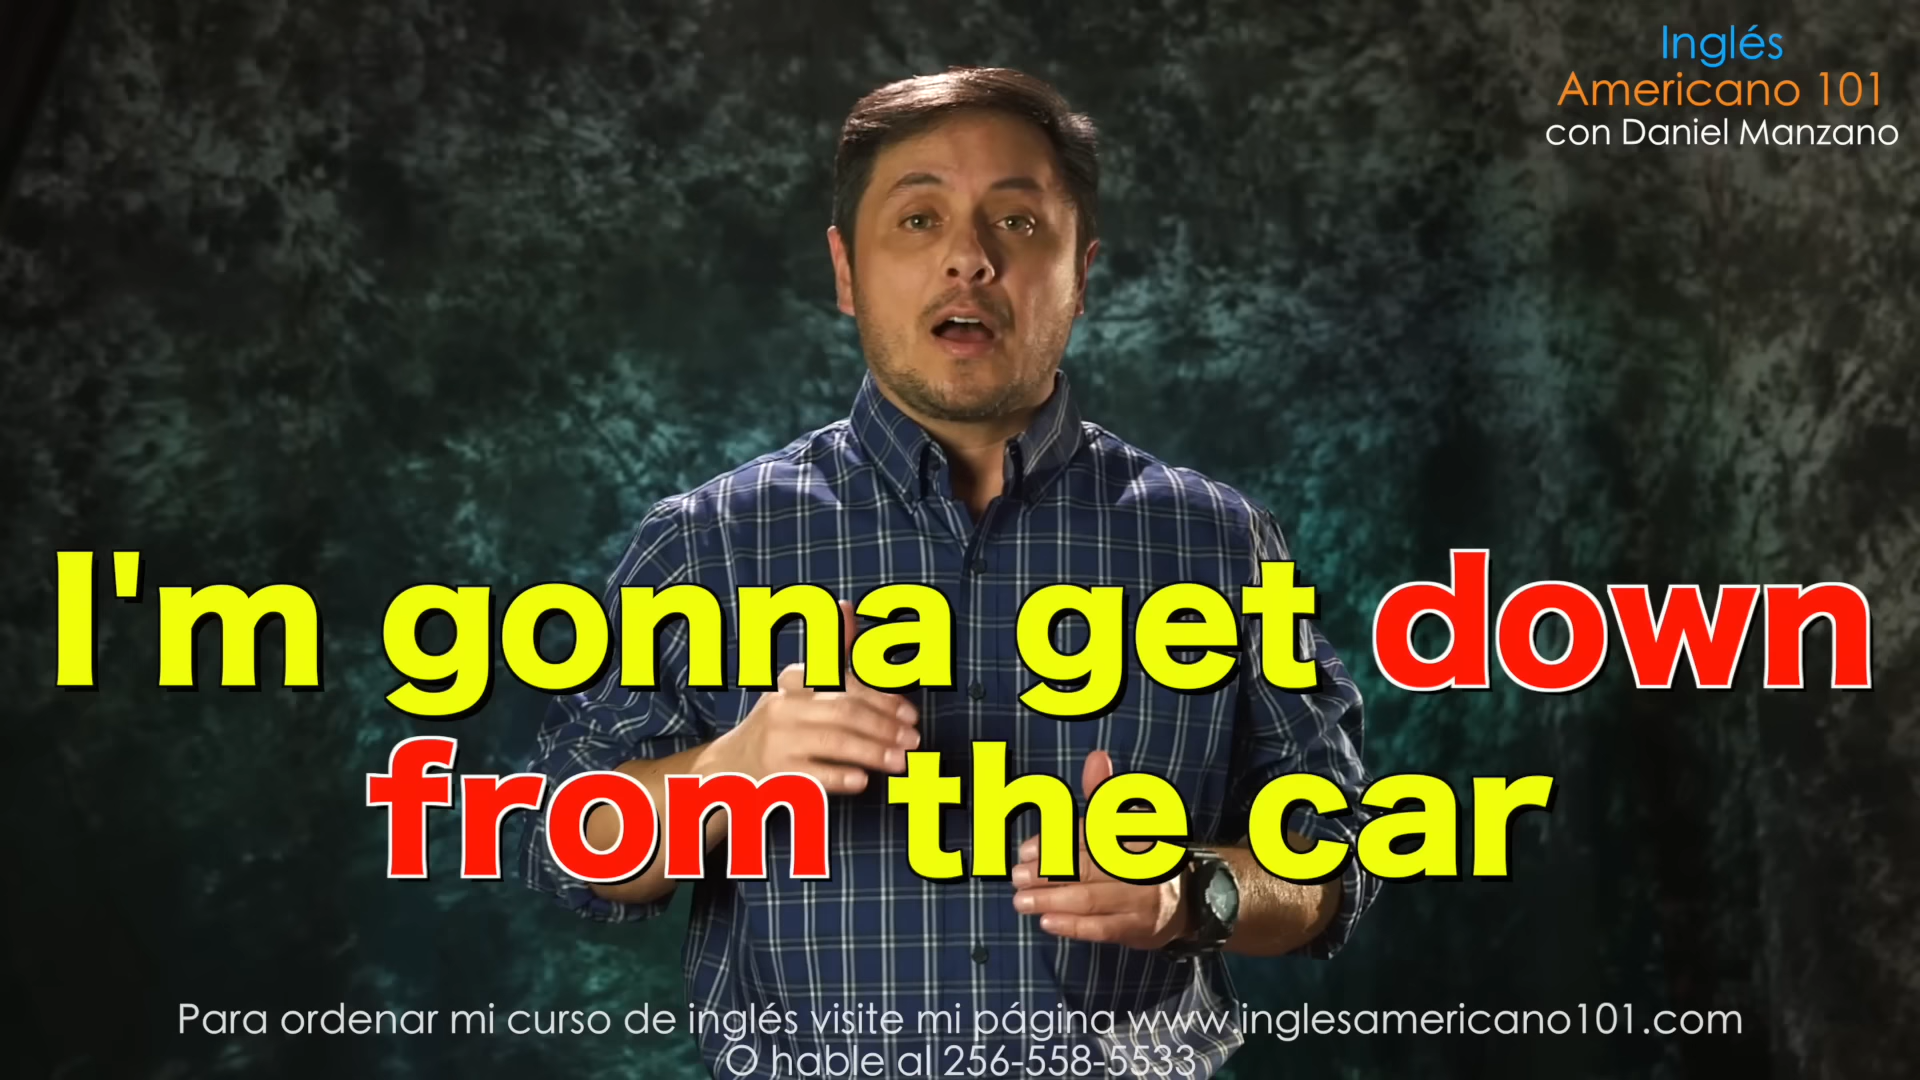 Inglés
Americano 101
con Daniel Manzano
I'm gonna get down
from the car
Para ordenar mi curso de inglés visite mi página www.inglesamericano101.com
O hable al 256-558-5533